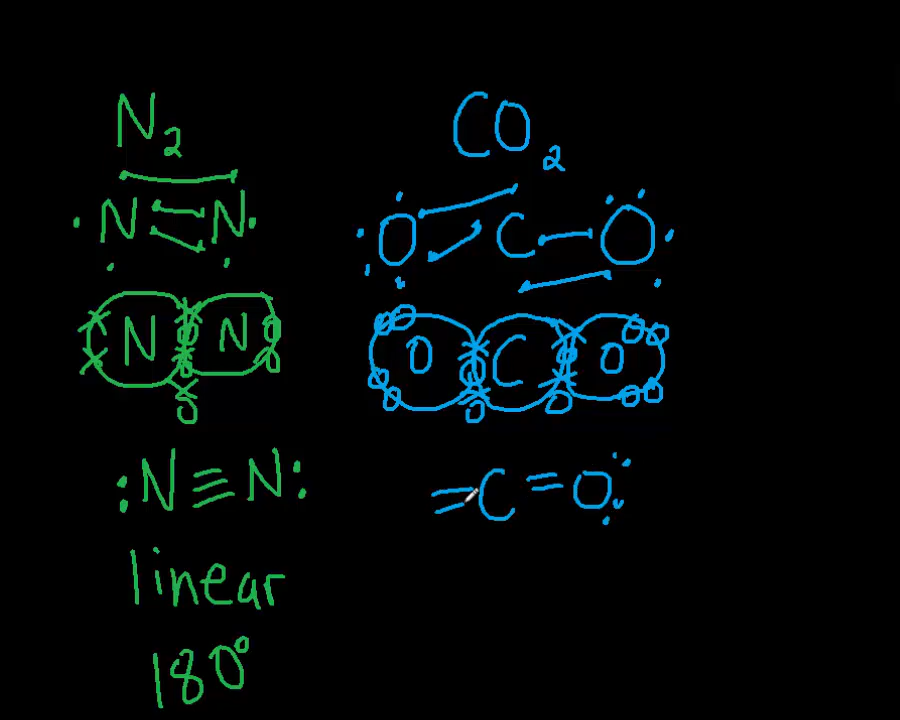 N₂
N N
N N
:N≡N:
linear
180°
CO₂
O C O
O C O
=C=O